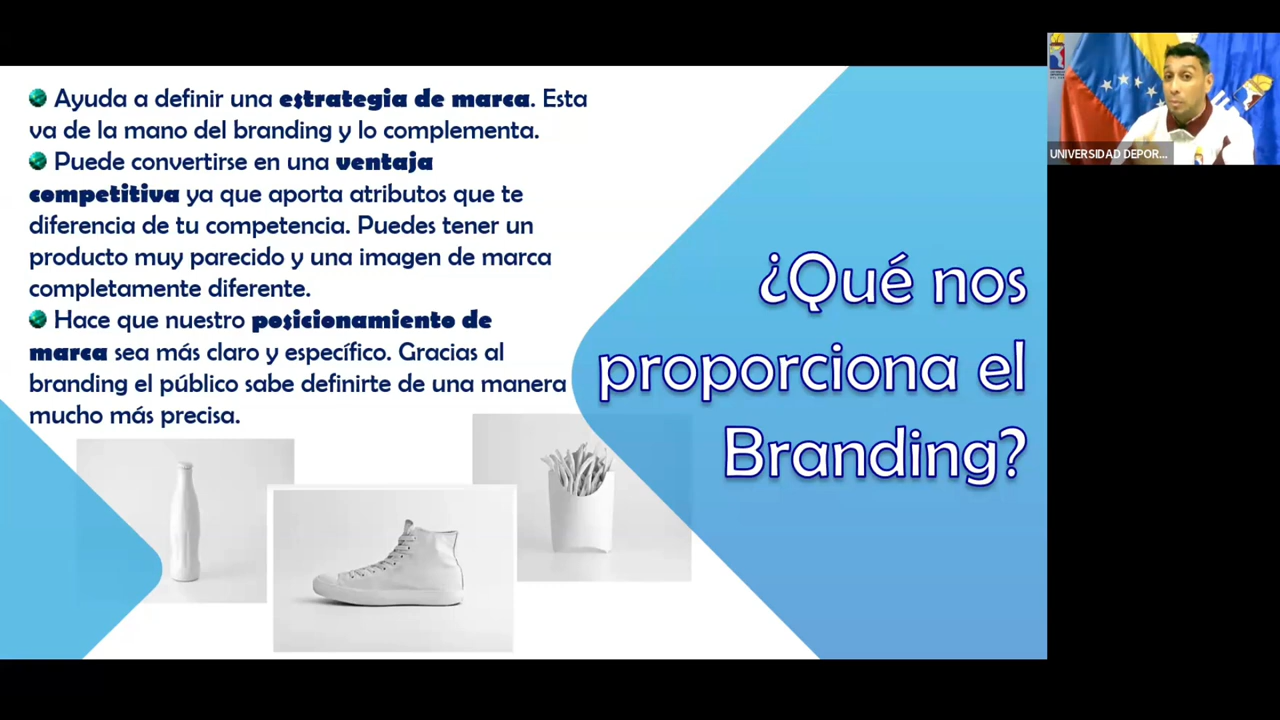 Ayuda a definir una estrategia de marca. Esta
va de la mano del branding y lo complementa.
Puede convertirse en una ventaja
competitiva ya que aporta atributos que te
diferencia de tu competencia. Puedes tener un
producto muy parecido y una imagen de marca
completamente diferente.
Hace que nuestro posicionamiento de
marca sea más claro y específico. Gracias al
branding el público sabe definirte de una manera
mucho más precisa.
¿Qué nos
proporciona el
Branding?
UNIVERSIDAD DEPOR...